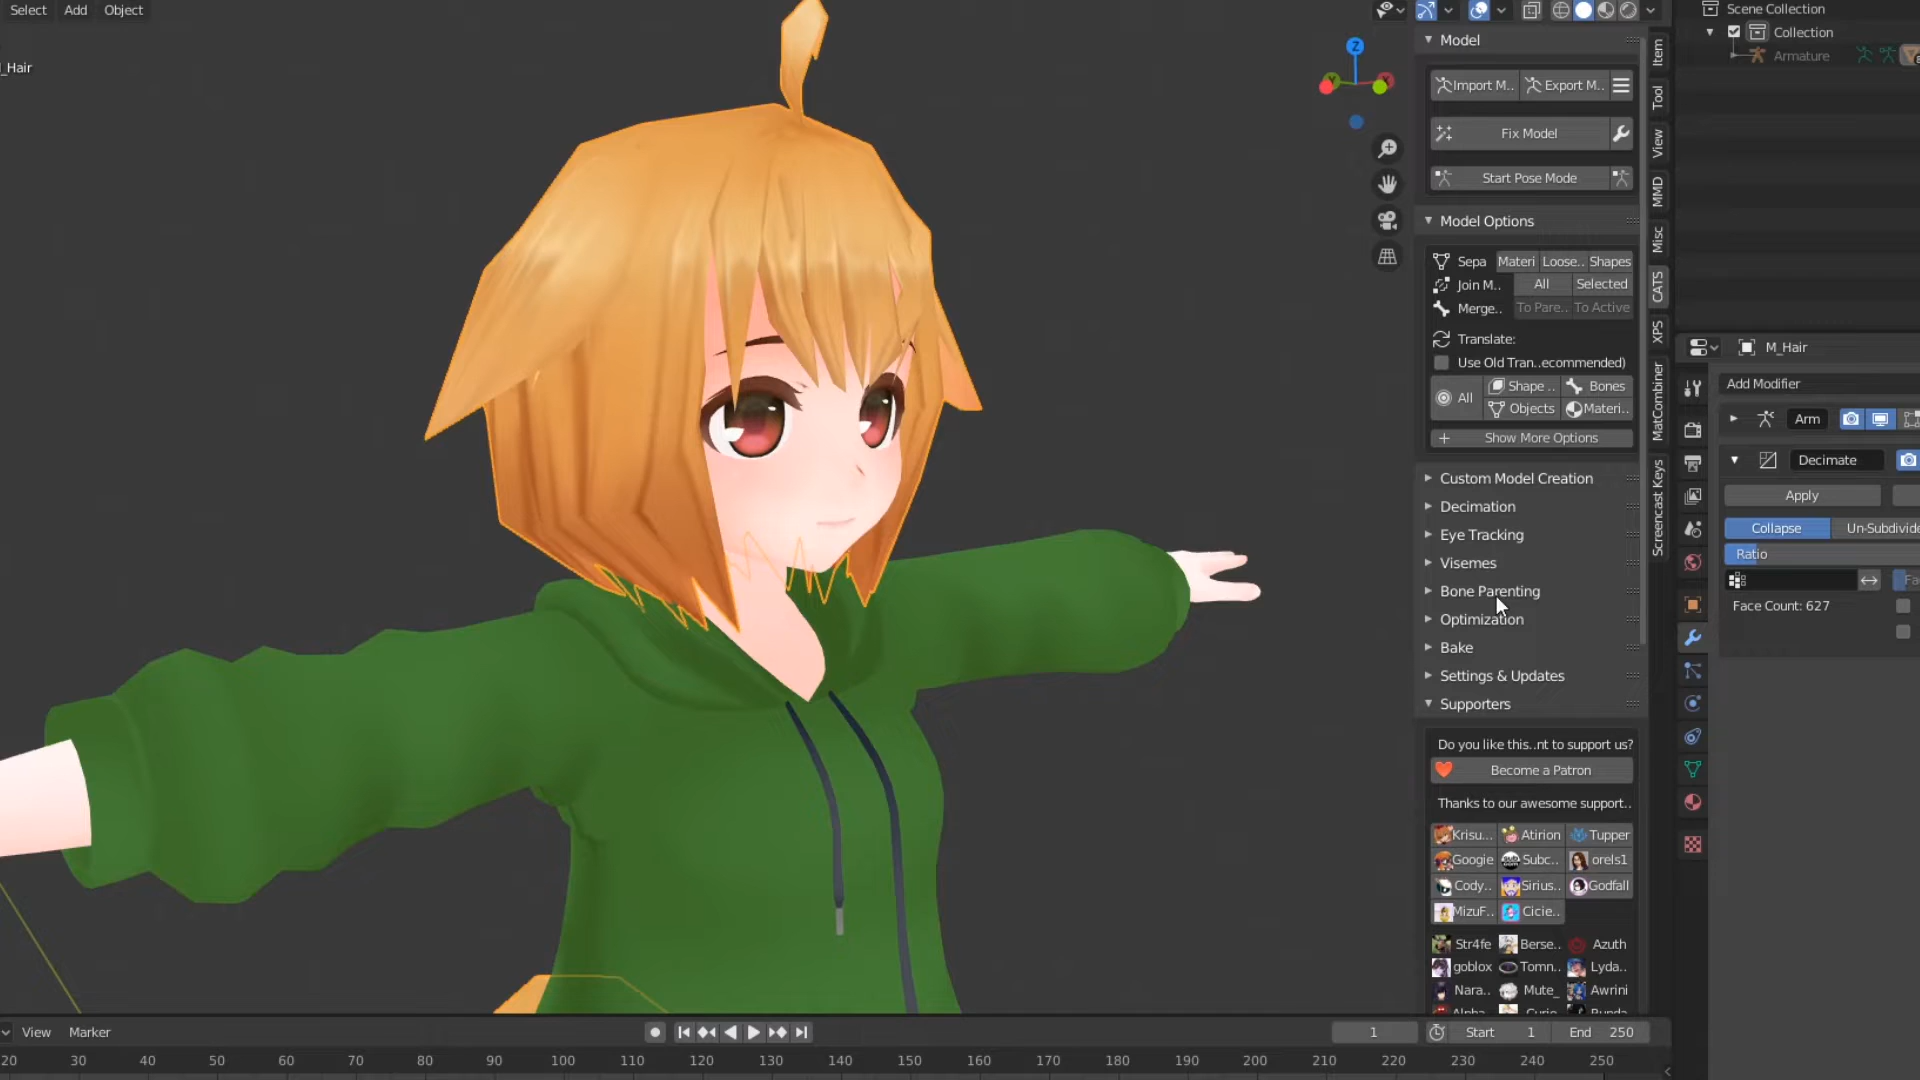 Select Add Object
_Hair
Z
Y
Model
Import M..
Export M..
Fix Model
Start Pose Mode
Model Options
Sepa Materi Loose.. Shapes
Join M.. All Selected
Merge.. To Pare.. To Active
Translate:
Use Old Tran..ecommended)
All
Shape ..
Bones
Objects
Materi..
Show More Options
Custom Model Creation
Decimation
Eye Tracking
Visemes
Bone Parenting
Optimization
Bake
Settings & Updates
Supporters
Do you like this..nt to support us?
Become a Patron
Thanks to our awesome support..
Krisu... Atirion Tupper
Googie Subc.. orels1
Cody.. Sirius.. Godfall
MizuF.. Cicie..
Str4fe Berse.. Azuth
goblox Tomn.. Lyda..
Nara.. Mute_ Awrini
Item
Tool
View
MMD
Misc
CATS
XPS
MatCombiner
Screencast Keys
Scene Collection
Collection
Armature
M_Hair
Add Modifier
Arm
Decimate
Apply
Collapse Un-Subdivide
Ratio
Fa
Face Count: 627
View Marker
1
Start 1
End 250
20 30 40 50 60 70 80 90 100 110 120 130 140 150 160 170 180 190 200 210 220 230 240 250